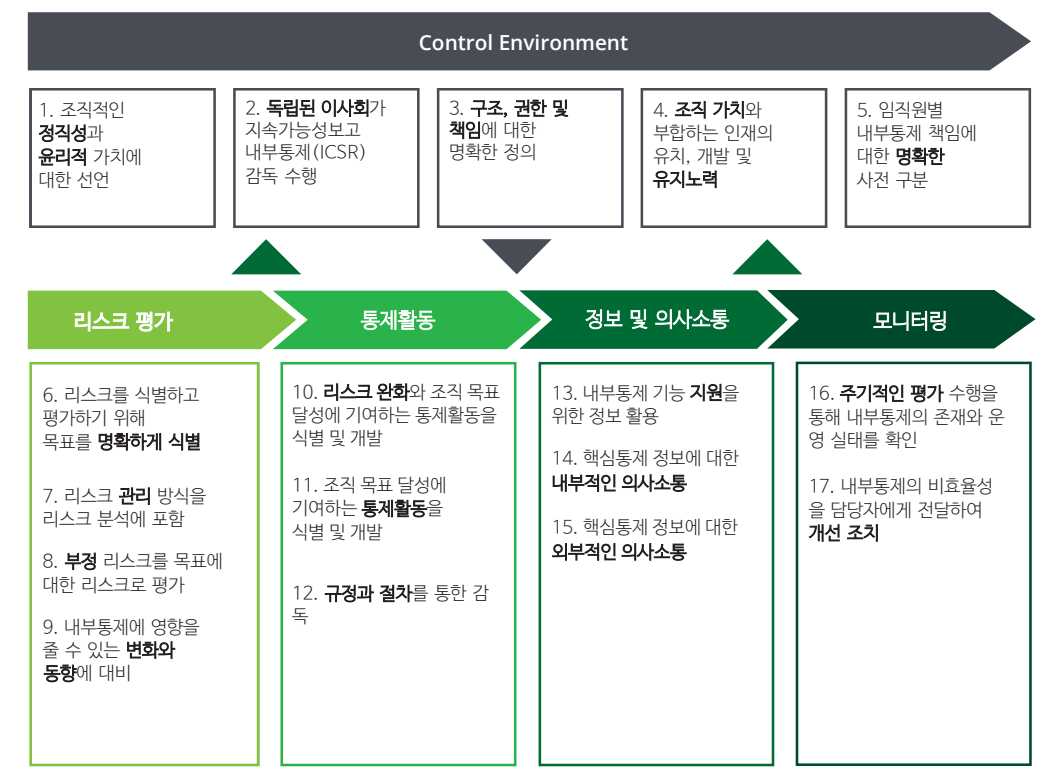 Control Environment
1. 조직적인
정직성과
윤리적 가치에
대한 선언
2. 독립된 이사회가
지속가능성보고
내부통제(ICSR)
감독 수행
3. 구조, 권한 및
책임에 대한
명확한 정의
4. 조직 가치와
부합하는 인재의
유치, 개발 및
유지노력
5. 임직원별
내부통제 책임에
대한 명확한
사전 구분
리스크 평가
6. 리스크를 식별하고
평가하기 위해
목표를 명확하게 식별
7. 리스크 관리 방식을
리스크 분석에 포함
8. 부정 리스크를 목표에
대한 리스크로 평가
9. 내부통제에 영향을
줄 수 있는 변화와
동향에 대비
통제활동
10. 리스크 완화와 조직 목표
달성에 기여하는 통제활동을
식별 및 개발
11. 조직 목표 달성에
기여하는 통제활동을
식별 및 개발
12. 규정과 절차를 통한 감
독
정보 및 의사소통
13. 내부통제 기능 지원을
위한 정보 활용
14. 핵심통제 정보에 대한
내부적인 의사소통
15. 핵심통제 정보에 대한
외부적인 의사소통
모니터링
16. 주기적인 평가 수행을
통해 내부통제의 존재와 운
영 실태를 확인
17. 내부통제의 비효율성
을 담당자에게 전달하여
개선 조치